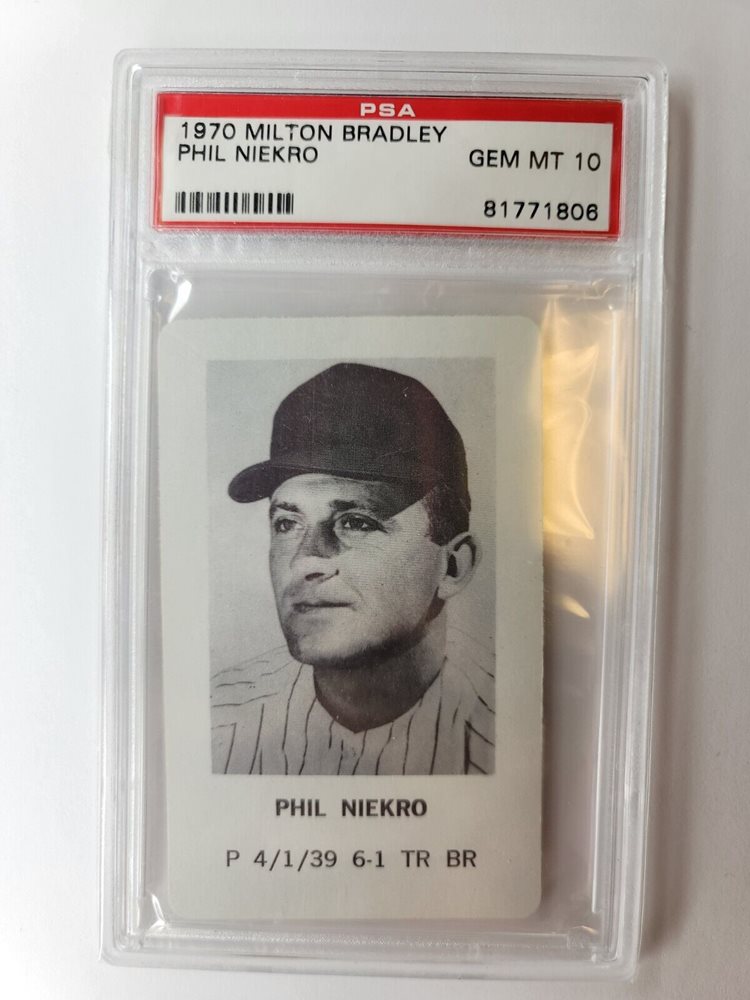 PSA
1970 MILTON BRADLEY
PHIL NIEKRO GEM MT 10
81771806
PHIL NIEKRO
P 4/1/39 6-1 TR BR